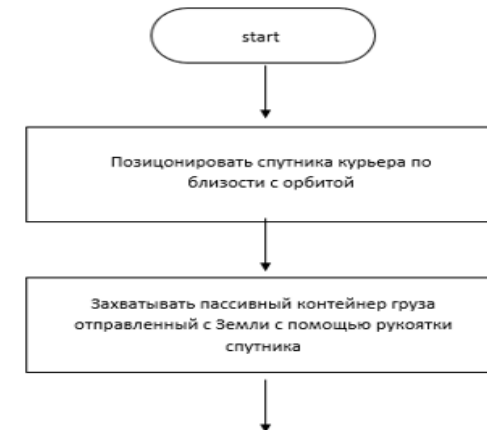 start
Позиционировать спутника курьера по
близости с орбитой
Захватывать пассивный контейнер груза
отправленный с Земли с помощью рукоятки
спутника